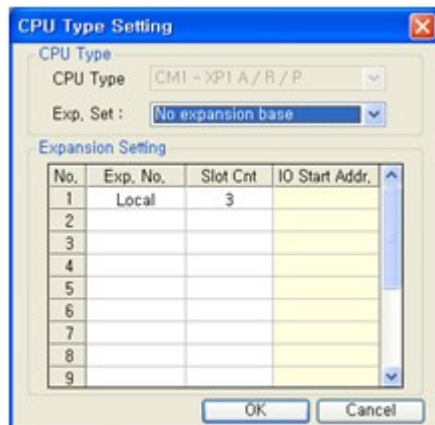 CPU Type Setting
CPU Type
CPU Type CM1 - XP1 A / R / P
Exp, Set : No expansion base
Expansion Setting
No, Exp, No, Slot Cnt IO Start Addr,
1 Local 3
2
3
4
5
6
7
8
9
OK Cancel